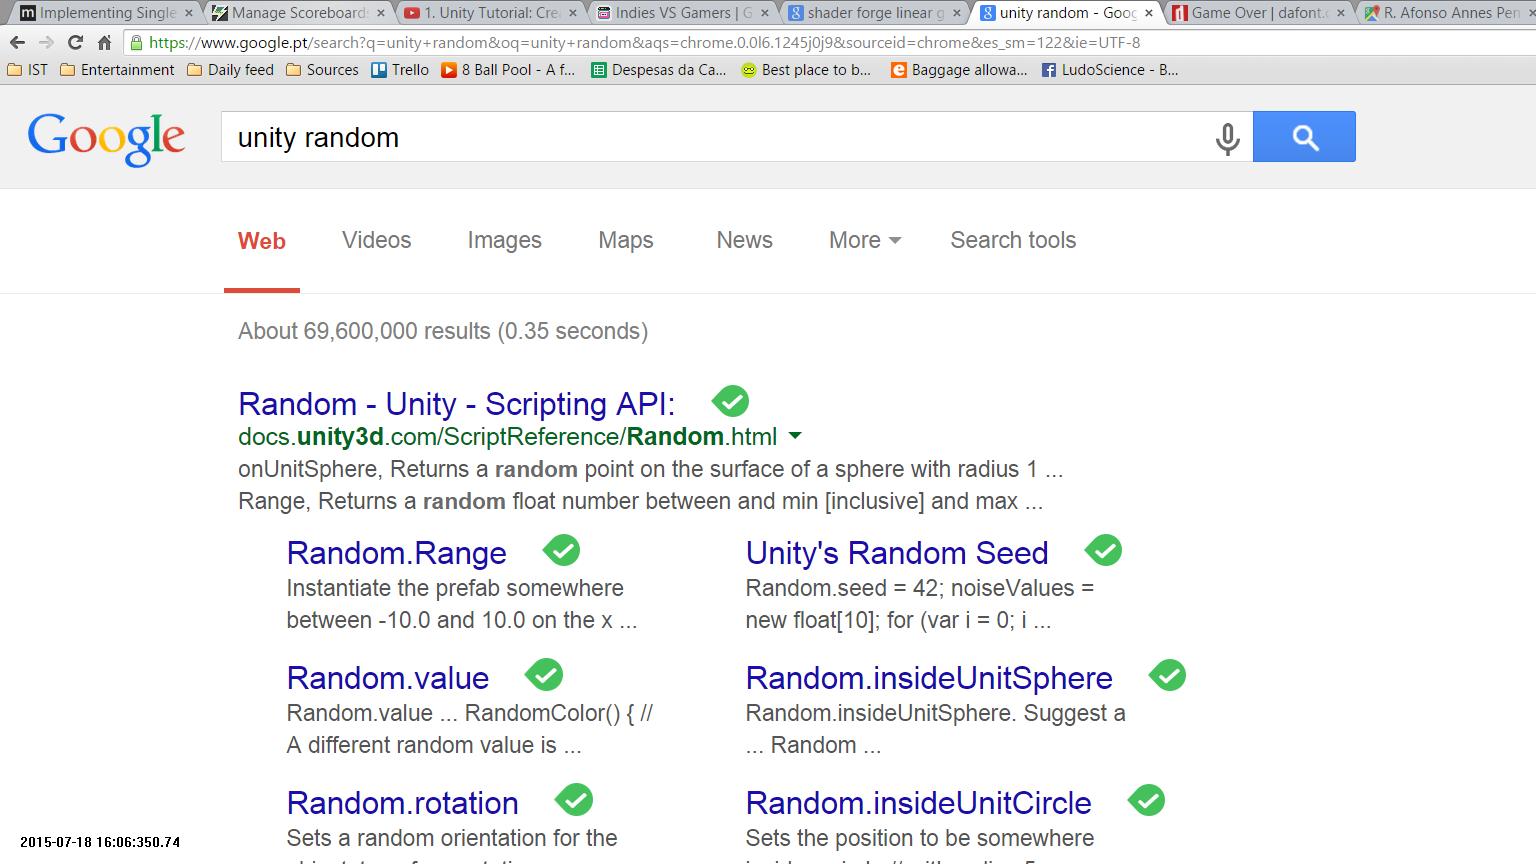 Implementing Single
Manage Scoreboard
1. Unity Tutorial: Cre
Indies VS Gamers | G
shader forge linear g
unity random - Goog
Game Over | dafont.c
R. Afonso Annes Pen
https://www.google.pt/search?q=unity+random&oq=unity+random&aqs=chrome.0.0l6.1245j0j9&sourceid=chrome&es_sm=122&ie=UTF-8
IST Entertainment Daily feed Sources Trello 8 Ball Pool - A f... Despesas da Ca... Best place to b... Baggage allowa... LudoScience - B...
Google
unity random
Web Videos Images Maps News More Search tools
About 69,600,000 results (0.35 seconds)
Random - Unity - Scripting API:
docs.unity3d.com/ScriptReference/Random.html
onUnitSphere, Returns a random point on the surface of a sphere with radius 1 ...
Range, Returns a random float number between and min [inclusive] and max ...
Random.Range
Instantiate the prefab somewhere
between -10.0 and 10.0 on the x ...
Unity's Random Seed
Random.seed = 42; noiseValues =
new float[10]; for (var i = 0; i ...
Random.value
Random.value ... RandomColor() { //
A different random value is ...
Random.insideUnitSphere
Random.insideUnitSphere. Suggest a
... Random ...
Random.rotation
Sets a random orientation for the
Random.insideUnitCircle
Sets the position to be somewhere
2015-07-18 16:06:350.74